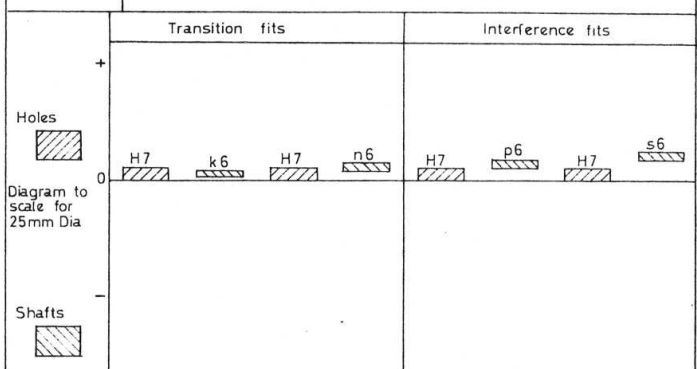 Transition fits
Interference fits
+
Holes
H7 k6 H7 n6 H7 p6 H7 s6
0
Diagram to
scale for
25mm Dia
−
Shafts